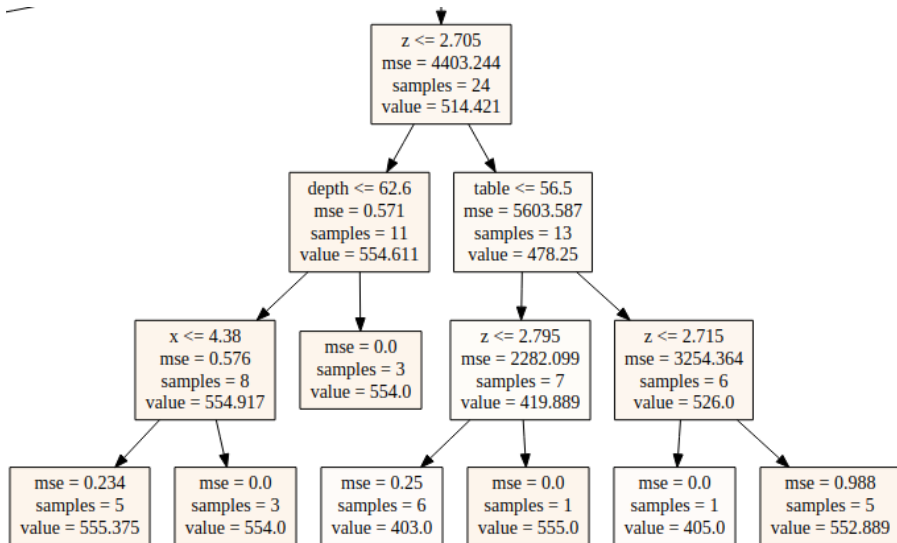 z <= 2.705
mse = 4403.244
samples = 24
value = 514.421
depth <= 62.6
mse = 0.571
samples = 11
value = 554.611
table <= 56.5
mse = 5603.587
samples = 13
value = 478.25
x <= 4.38
mse = 0.576
samples = 8
value = 554.917
mse = 0.0
samples = 3
value = 554.0
z <= 2.795
mse = 2282.099
samples = 7
value = 419.889
z <= 2.715
mse = 3254.364
samples = 6
value = 526.0
mse = 0.234
samples = 5
value = 555.375
mse = 0.0
samples = 3
value = 554.0
mse = 0.25
samples = 6
value = 403.0
mse = 0.0
samples = 1
value = 555.0
mse = 0.0
samples = 1
value = 405.0
mse = 0.988
samples = 5
value = 552.889